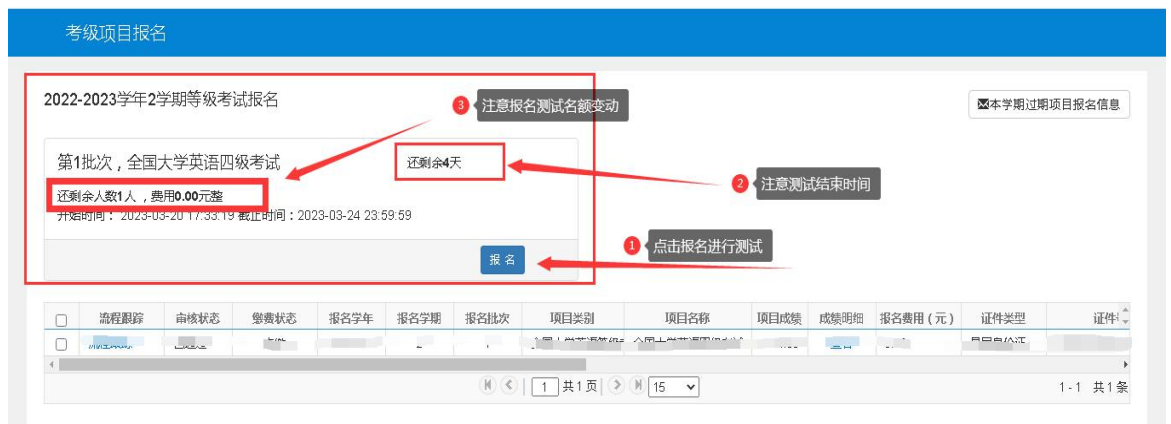 考级项目报名
2022-2023学年2学期等级考试报名
3 注意报名测试名额变动
本学期过期项目报名信息
第1批次，全国大学英语四级考试
还剩余4天
还剩余人数1人，费用0.00元整
2 注意测试结束时间
开始时间： 2023-03-20 17:33:19 截止时间：2023-03-24 23:59:59
1 点击报名进行测试
报 名
流程跟踪 审核状态 缴费状态 报名学年 报名学期 报名批次 项目类别 项目名称 项目成绩 成绩明细 报名费用(元) 证件类型
1 共1页 15 1-1 共1条